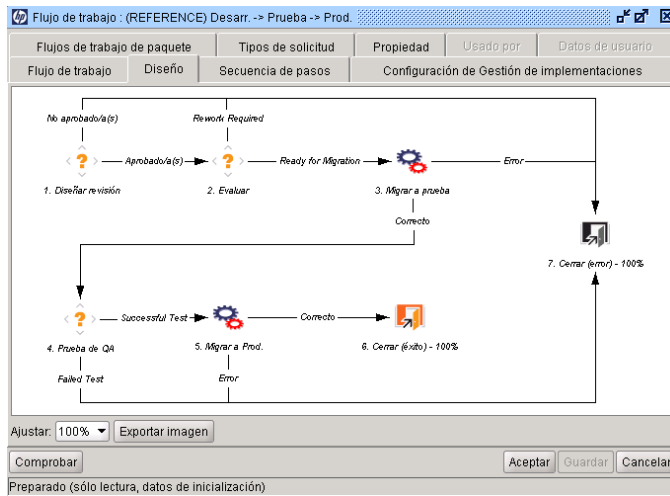 Flujo de trabajo : (REFERENCE) Desarr. -> Prueba -> Prod.
Flujos de trabajo de paquete
Tipos de solicitud
Propiedad
Usado por
Datos de usuario
Flujo de trabajo
Diseño
Secuencia de pasos
Configuración de Gestión de implementaciones
No aprobado/a(s)
Rework Required
Aprobado/a(s)
Ready for Migration
Error
1. Diseñar revisión
2. Evaluar
3. Migrar a prueba
Correcto
7. Cerrar (error) - 100%
Successful Test
Correcto
4. Prueba de QA
5. Migrar a Prod.
6. Cerrar (éxito) - 100%
Failed Test
Error
Ajustar: 100%
Exportar imagen
Comprobar
Aceptar
Guardar
Cancelar
Preparado (sólo lectura, datos de inicialización)